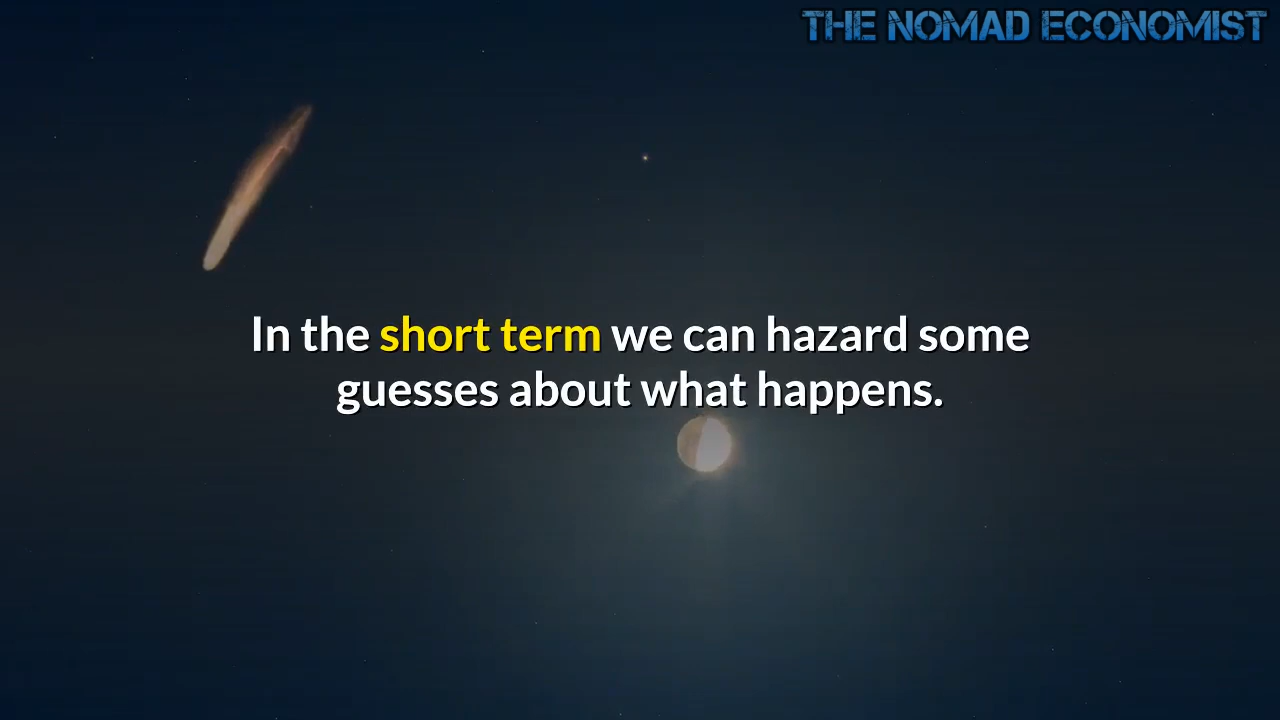 THE NOMAD ECONOMIST
In the short term we can hazard some
guesses about what happens.